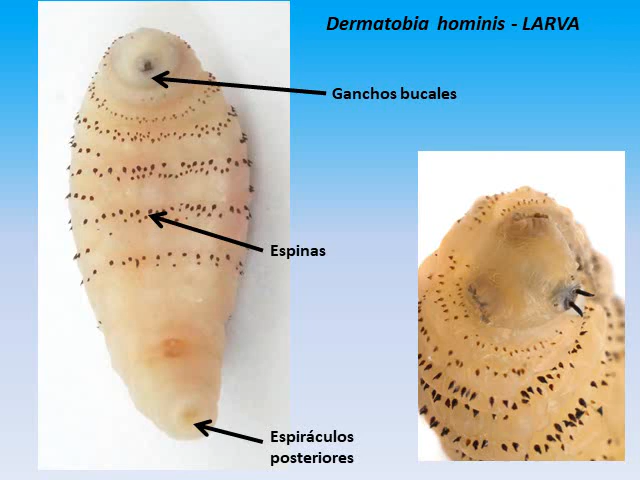 Dermatobia hominis - LARVA
Ganchos bucales
Espinas
Espiráculos
posteriores